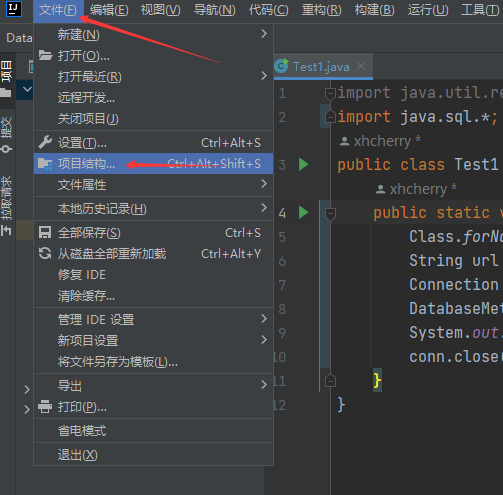 文件(F) 编辑(E) 视图(V) 导航(N) 代码(C) 重构(R) 构建(B) 运行(U) 工具(T)
Data
项目
提交
拉取请求
新建(N)
打开(O)...
打开最近(R)
远程开发...
关闭项目(J)
设置(T)... Ctrl+Alt+S
项目结构... Ctrl+Alt+Shift+S
文件属性
本地历史记录(H)
全部保存(S) Ctrl+S
从磁盘全部重新加载 Ctrl+Alt+Y
修复 IDE
清除缓存...
管理 IDE 设置
新项目设置
将文件另存为模板(L)...
导出
打印(P)...
省电模式
退出(X)
Test1.java
1 import java.util.re
2 import java.sql.*;
xhcherry *
3 public class Test1
xhcherry *
4 public static v
5 Class.forNa
6 String url
7 Connection
8 DatabaseMet
9 System.out.
10 conn.close(
11 }
12 }